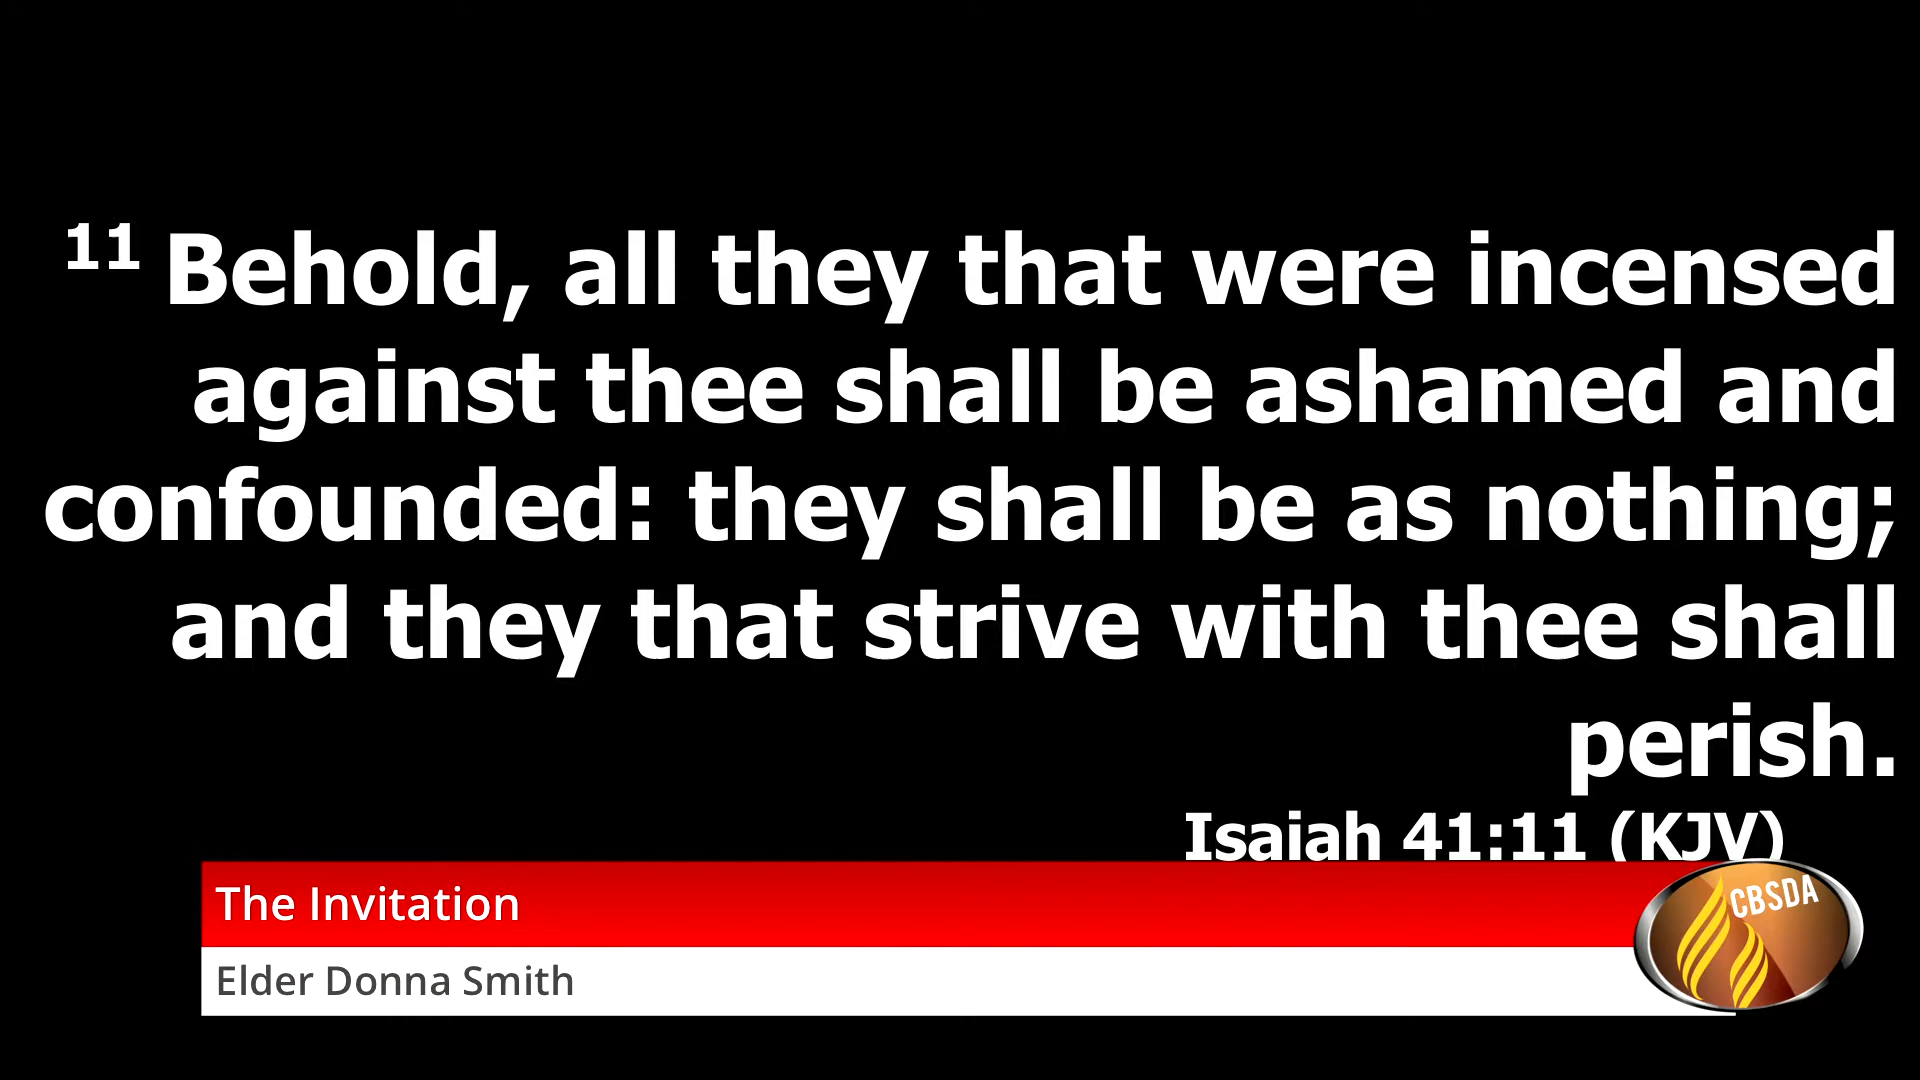 11 Behold, all they that were incensed
against thee shall be ashamed and
confounded: they shall be as nothing;
and they that strive with thee shall
perish.
Isaiah 41:11 (KJV)
The Invitation
CBSDA
Elder Donna Smith